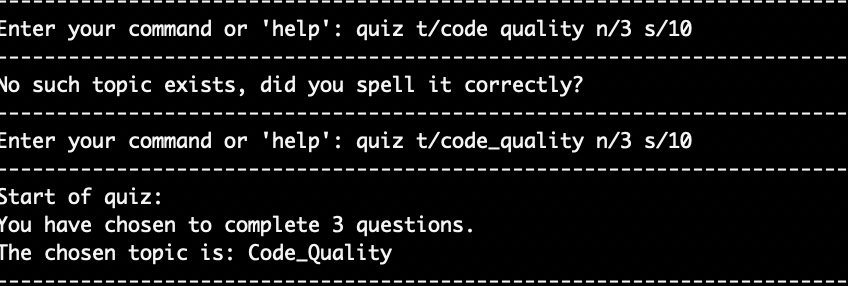 Enter your command or 'help': quiz t/code quality n/3 s/10
No such topic exists, did you spell it correctly?
Enter your command or 'help': quiz t/code_quality n/3 s/10
Start of quiz:
You have chosen to complete 3 questions.
The chosen topic is: Code_Quality